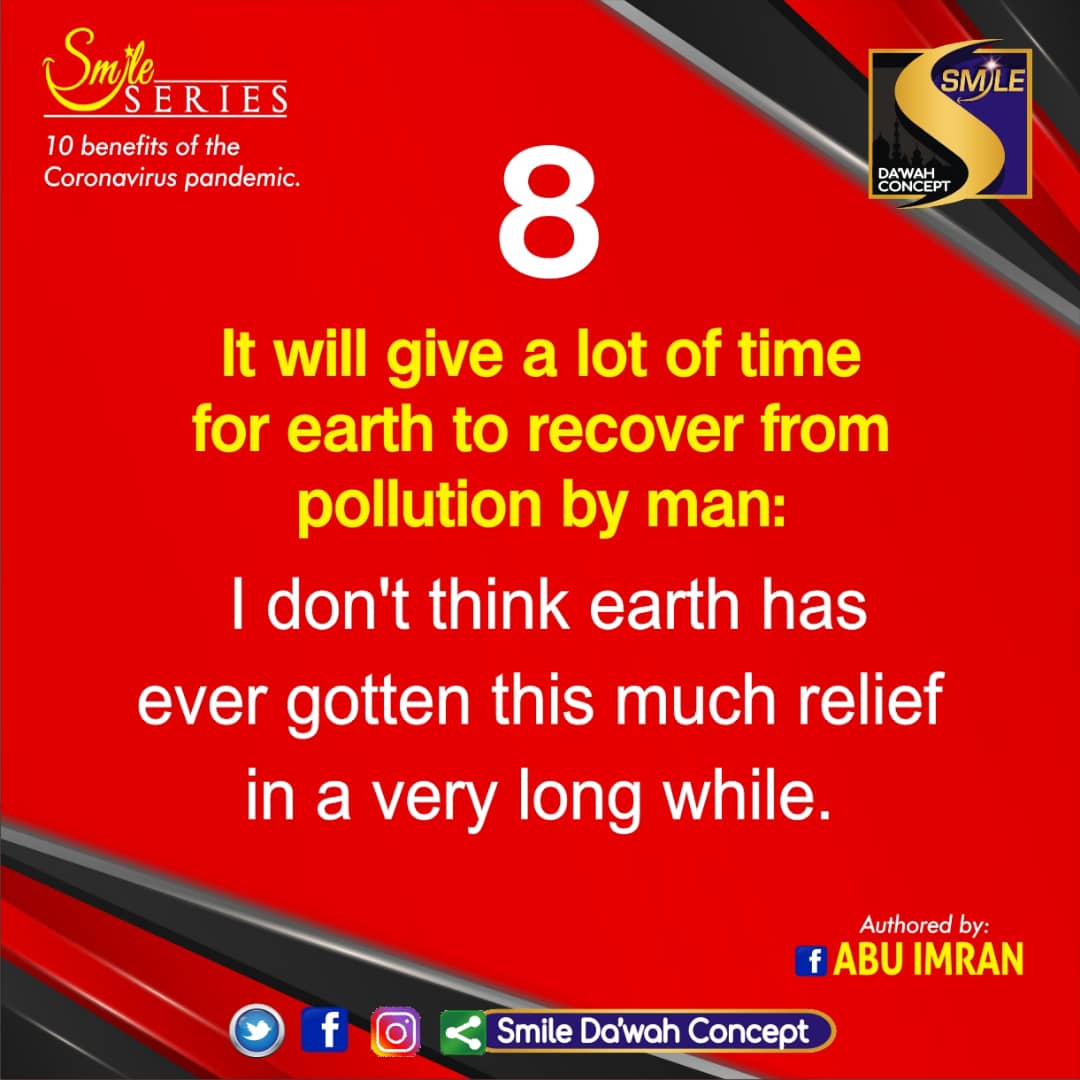 Smile
SERIES
10 benefits of the
Coronavirus pandemic.
SMiLE
DA'WAH
CONCEPT
8
It will give a lot of time
for earth to recover from
pollution by man:
I don't think earth has
ever gotten this much relief
in a very long while.
Authored by:
ABU IMRAN
Smile Da'wah Concept